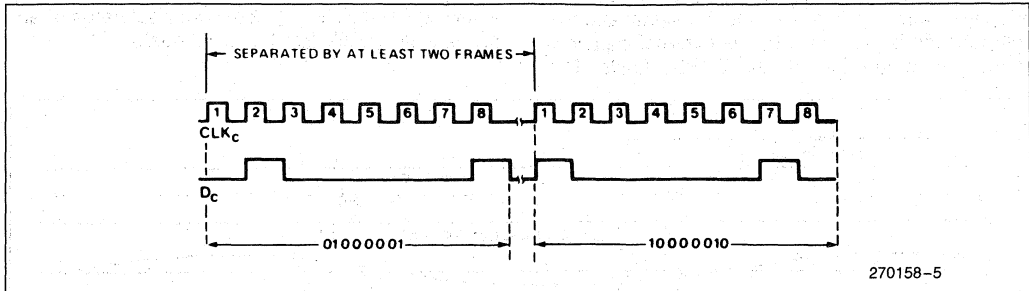 SEPARATED BY AT LEAST TWO FRAMES
1 2 3 4 5 6 7 8 1 2 3 4 5 6 7 8
CLKC
DC
01000001 10000010
270158-5